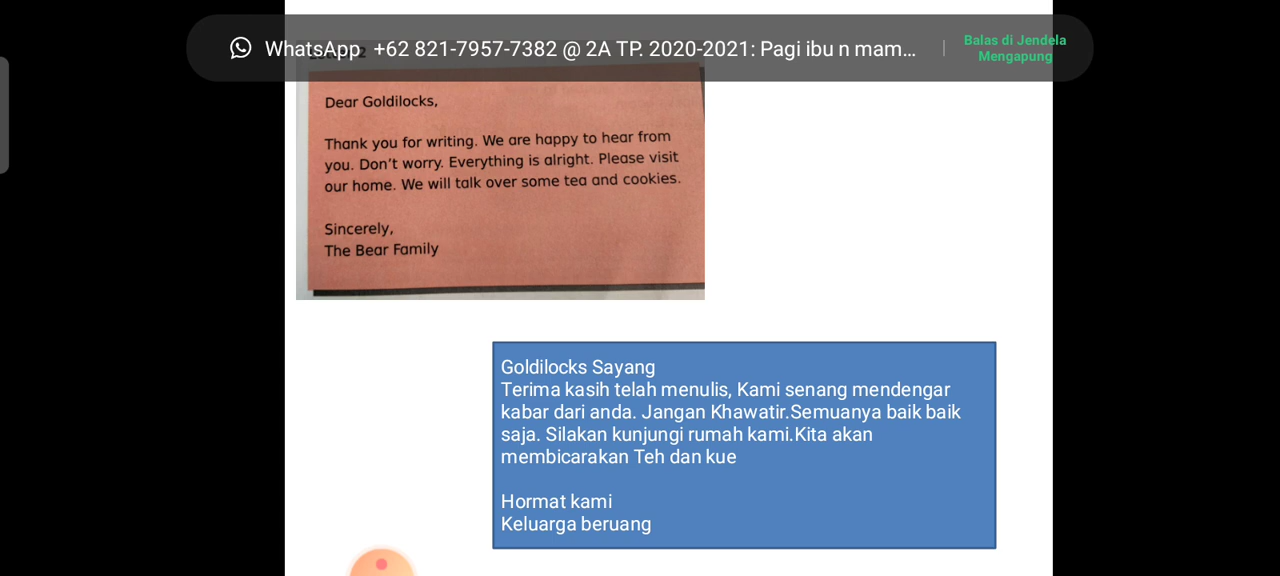 WhatsApp +62 821-7957-7382 @ 2A TP. 2020-2021: Pagi ibu n mam...
Balas di Jendela
Mengapung
Dear Goldilocks,
Thank you for writing. We are happy to hear from
you. Don't worry. Everything is alright. Please visit
our home. We will talk over some tea and cookies.
Sincerely,
The Bear Family
Goldilocks Sayang
Terima kasih telah menulis, Kami senang mendengar
kabar dari anda. Jangan Khawatir.Semuanya baik baik
saja. Silakan kunjungi rumah kami.Kita akan
membicarakan Teh dan kue
Hormat kami
Keluarga beruang